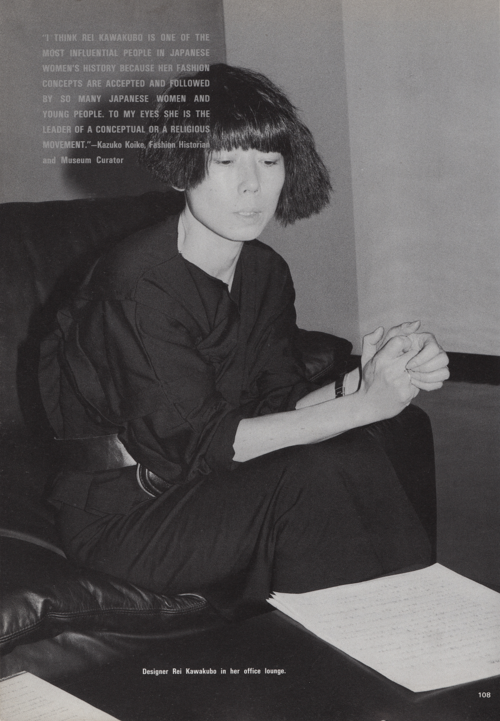 "I THINK REI KAWAKUBO IS ONE OF THE
MOST INFLUENTIAL PEOPLE IN JAPANESE
WOMEN'S HISTORY BECAUSE HER FASHION
CONCEPTS ARE ACCEPTED AND FOLLOWED
BY SO MANY JAPANESE WOMEN AND
YOUNG PEOPLE. TO MY EYES SHE IS THE
LEADER OF A CONCEPTUAL OR A RELIGIOUS
MOVEMENT."—Kazuko Koike, Fashion Historian
and Museum Curator
Designer Rei Kawakubo in her office lounge.
108